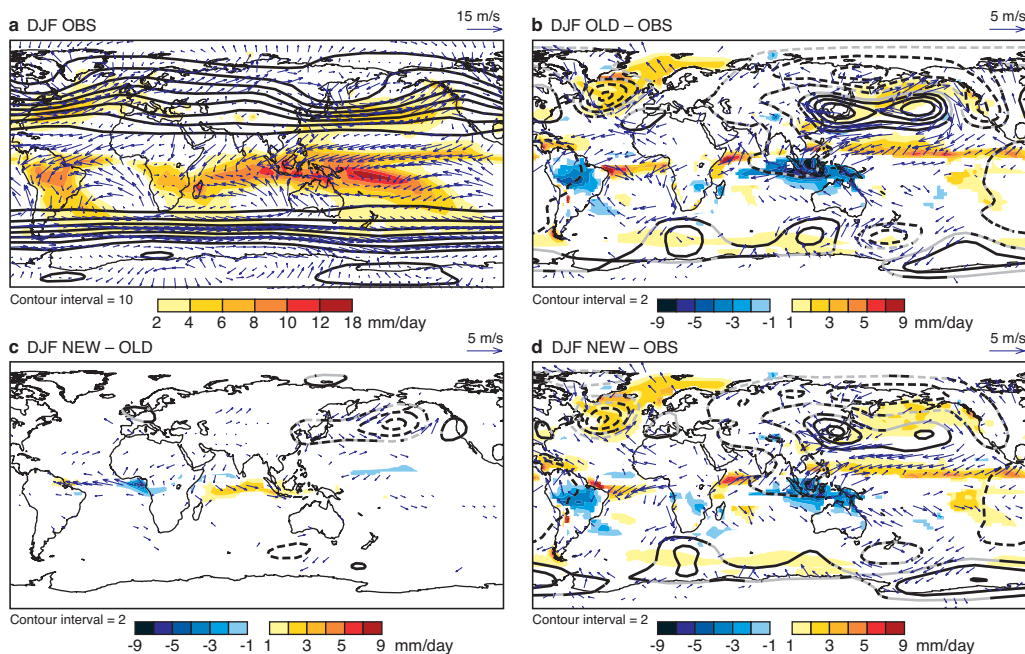 a DJF OBS
15 m/s
Contour interval = 10
2 4 6 8 10 12 18 mm/day
b DJF OLD – OBS
5 m/s
Contour interval = 2
-9 -5 -3 -1 1 3 5 9 mm/day
c DJF NEW – OLD
5 m/s
Contour interval = 2
-9 -5 -3 -1 1 3 5 9 mm/day
d DJF NEW – OBS
5 m/s
Contour interval = 2
-9 -5 -3 -1 1 3 5 9 mm/day